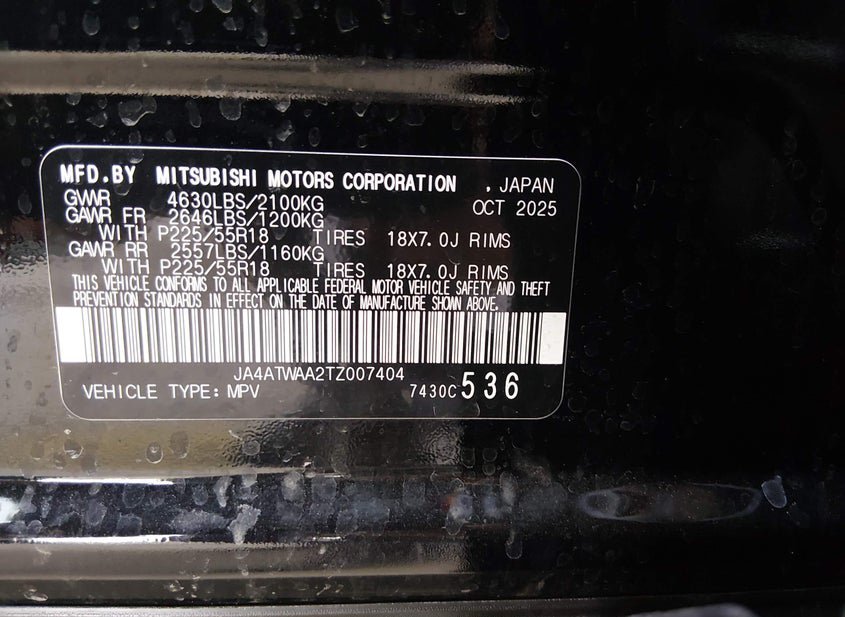 MFD.BY MITSUBISHI MOTORS CORPORATION , JAPAN
GVWR 4630LBS/2100KG OCT 2025
GAWR FR 2646LBS/1200KG
WITH P225/55R18 TIRES 18X7.0J RIMS
GAWR RR 2557LBS/1160KG
WITH P225/55R18 TIRES 18X7.0J RIMS
THIS VEHICLE CONFORMS TO ALL APPLICABLE FEDERAL MOTOR VEHICLE SAFETY AND THEFT
PREVENTION STANDARDS IN EFFECT ON THE DATE OF MANUFACTURE SHOWN ABOVE.
JA4ATWAA2TZ007404
VEHICLE TYPE: MPV 7430C 536